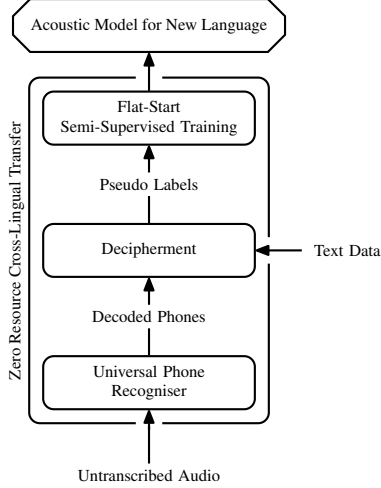 Acoustic Model for New Language
Zero Resource Cross-Lingual Transfer
Flat-Start
Semi-Supervised Training
Pseudo Labels
Decipherment
Text Data
Decoded Phones
Universal Phone
Recogniser
Untranscribed Audio